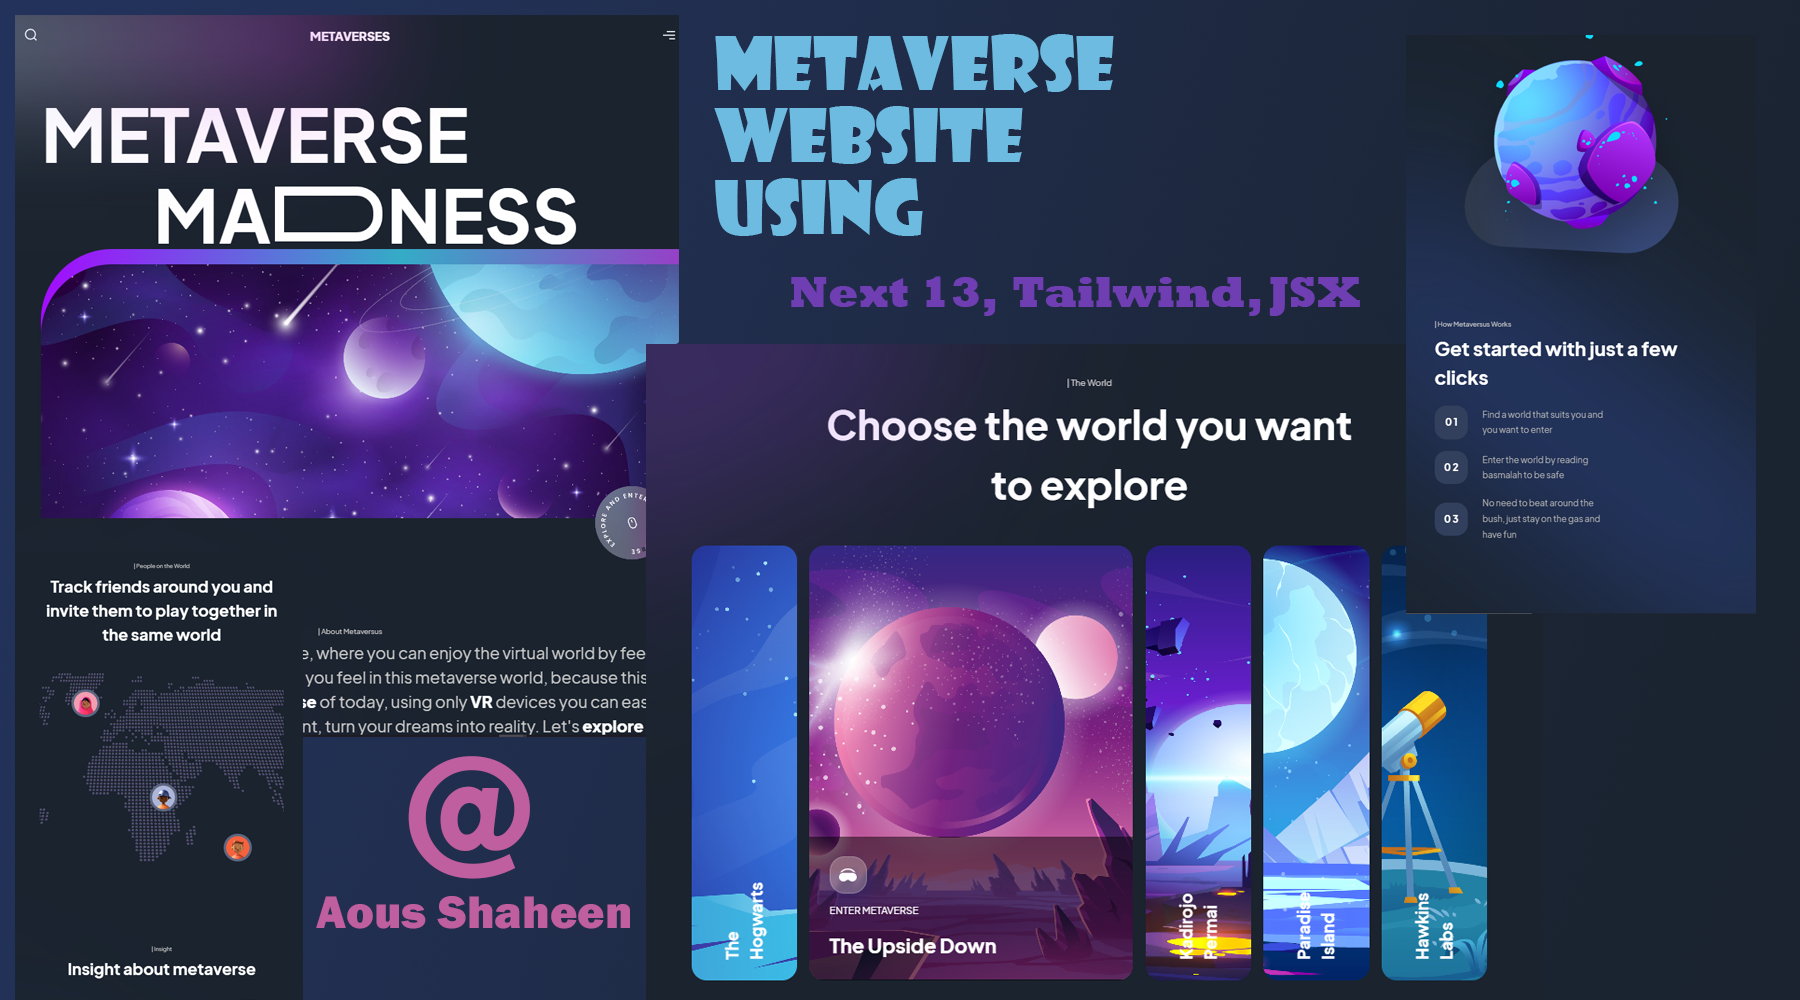 METAVERSES
METAVERSE
MADNESS
EXPLORE AND ENTER
SE
| People on the World
Track friends around you and
invite them to play together in
the same world
| Insight
Insight about metaverse
| About Metaversus
e, where you can enjoy the virtual world by fee
you feel in this metaverse world, because this
se of today, using only VR devices you can eas
nt, turn your dreams into reality. Let's explore
@
Aous Shaheen
METAVERSE
WEBSITE
USING
Next 13, Tailwind, JSX
| The World
Choose the world you want
to explore
The
Hogwarts
ENTER METAVERSE
The Upside Down
Kadirojo
Permai
Paradise
Island
Hawkins
Labs
| How Metaversus Works
Get started with just a few
clicks
01
Find a world that suits you and
you want to enter
02
Enter the world by reading
basmalah to be safe
03
No need to beat around the
bush, just stay on the gas and
have fun